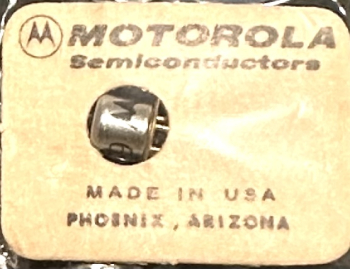 MOTOROLA
Semiconductors
MADE IN USA
PHOENIX, ARIZONA